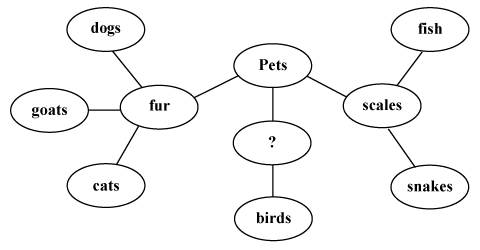 dogs
fish
Pets
goats
fur
scales
?
cats
snakes
birds